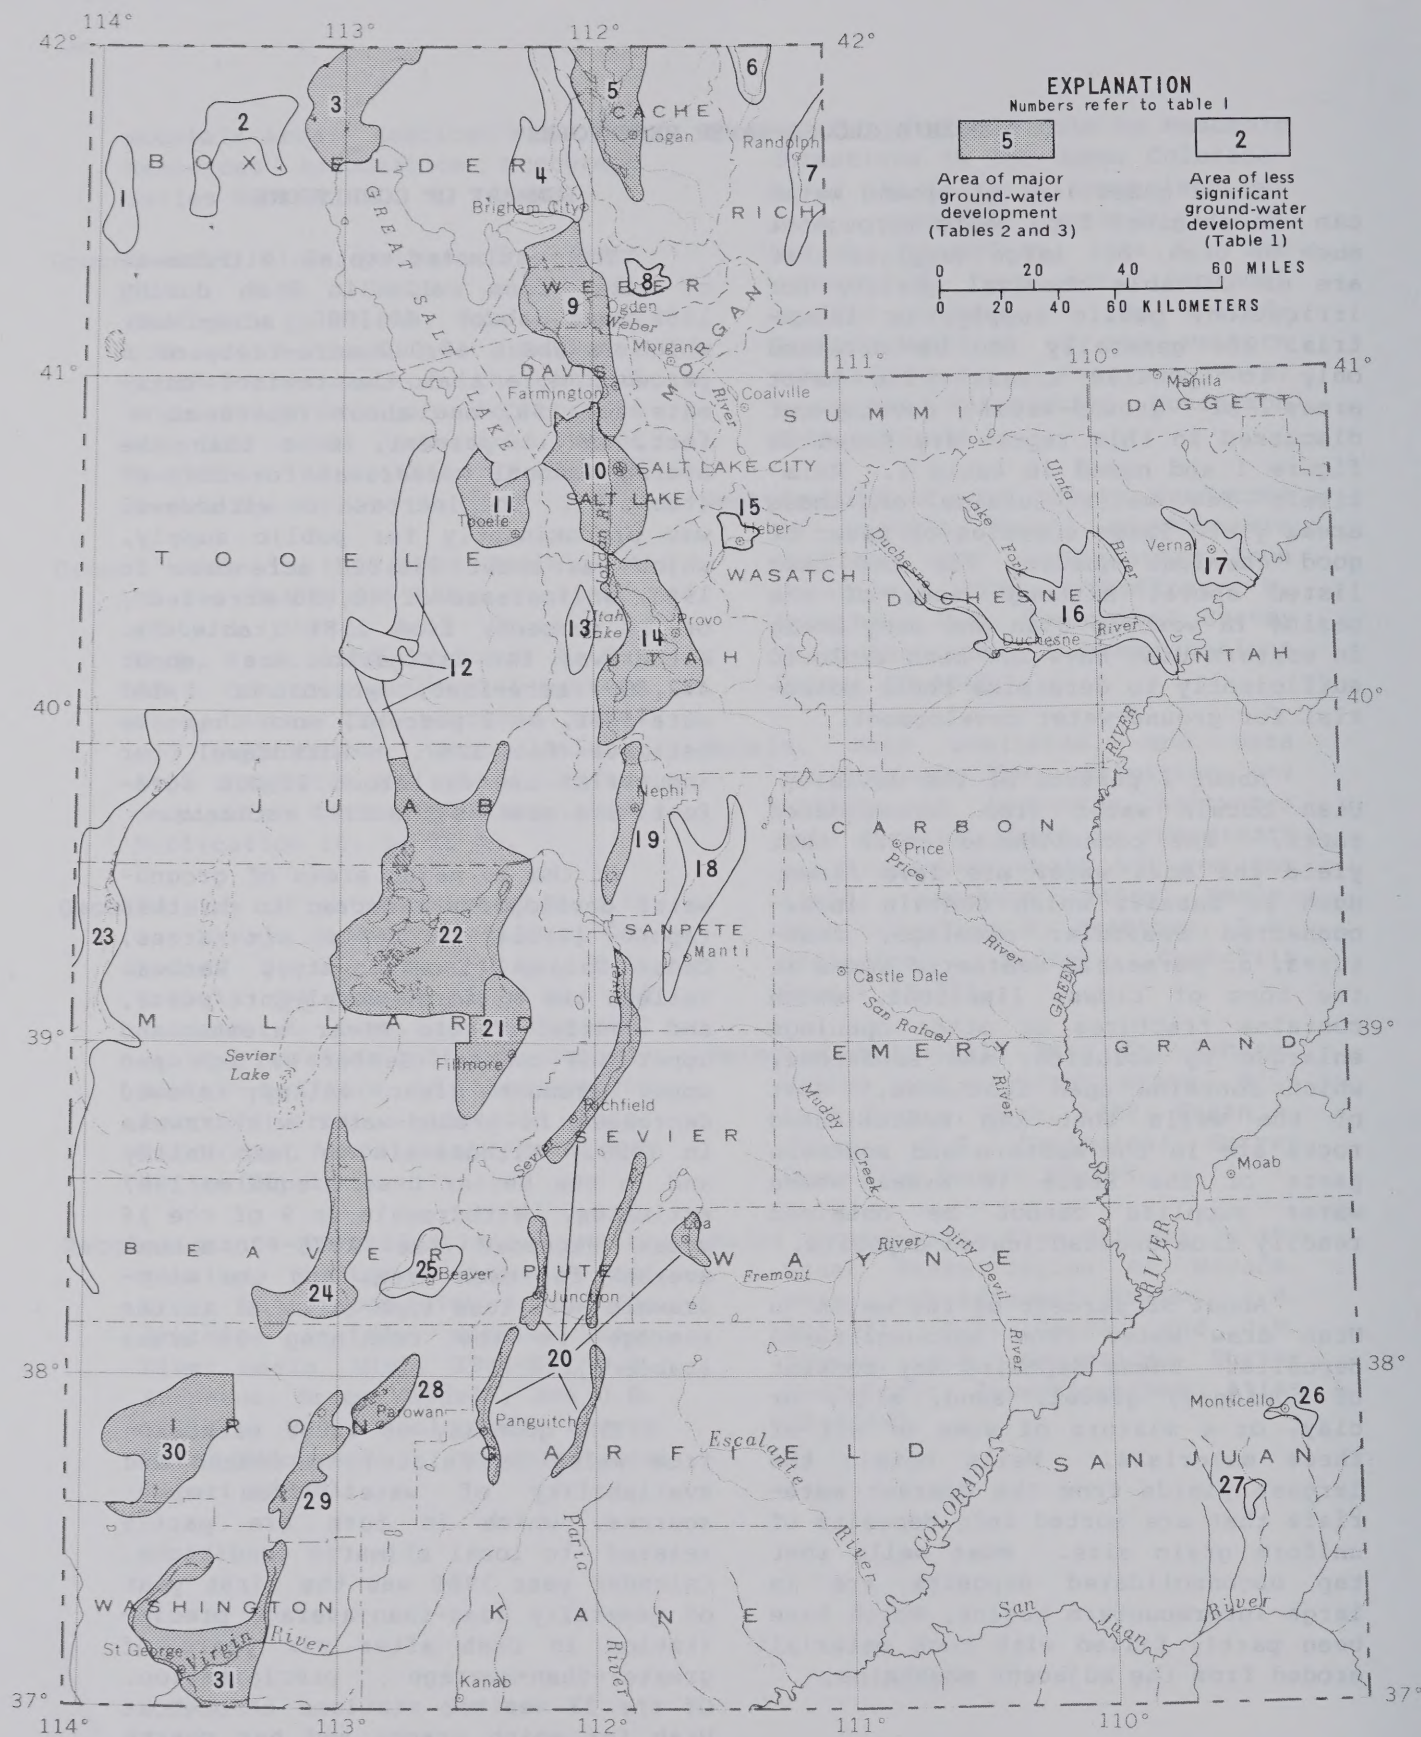 114°
113°
112°
42°
42°
EXPLANATION
Numbers refer to table 1
5
2
Area of major
ground-water
development
(Tables 2 and 3)
Area of less
significant
ground-water
development
(Table 1)
0 20 40 60 MILES
0 20 40 60 KILOMETERS
1
2
3
4
5
6
7
8
9
BOX ELDER
CACHE
Logan
Randolph
RICH
Brigham City
GREAT SALT LAKE
WEBER
Ogden
Weber
River
Morgan
MORGAN
41°
DAVIS
Farmington
Coalville
SUMMIT
111°
110°
41°
Manila
DAGGETT
10
SALT LAKE CITY
SALT LAKE
Jordan R
11
Tooele
TOOELE
15
Heber
WASATCH
Uinta
River
Lake
Fork
Duchesne
River
Vernal
17
DUCHESNE
16
Duchesne
UINTAH
12
13
Utah
Lake
14
Provo
UTAH
40°
40°
JUAB
Nephi
19
18
CARBON
Price
Price
River
GREEN
RIVER
23
22
SANPETE
Manti
River
Castle Dale
San Rafael
River
MILLARD
21
39°
39°
Sevier
Lake
Fillmore
EMERY
GRAND
Richfield
SEVIER
Sevier
Muddy
Creek
Moab
BEAVER
25
Beaver
24
PIUTE
Junction
Loa
WAYNE
Fremont
River
Dirty
Devil
River
RIVER
20
38°
38°
28
Parowan
IRON
30
29
Panguitch
GARFIELD
Escalante
River
COLORADO
Monticello
26
SAN JUAN
27
Paria
River
WASHINGTON
St George
Virgin River
31
KANE
Kanab
San Juan River
37°
37°
114°
113°
112°
111°
110°